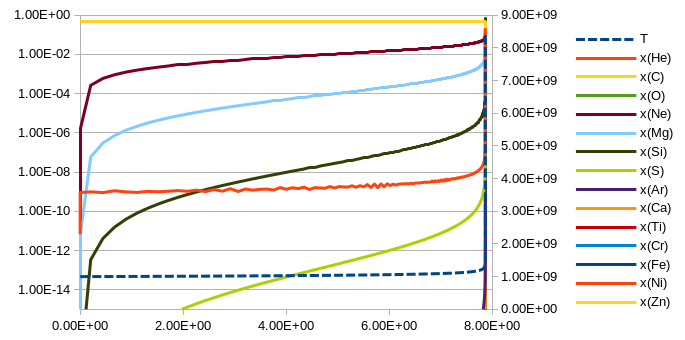 1.00E+00
1.00E-02
1.00E-04
1.00E-06
1.00E-08
1.00E-10
1.00E-12
1.00E-14
9.00E+09
8.00E+09
7.00E+09
6.00E+09
5.00E+09
4.00E+09
3.00E+09
2.00E+09
1.00E+09
0.00E+00
0.00E+00 2.00E+00 4.00E+00 6.00E+00 8.00E+00
T
x(He)
x(C)
x(O)
x(Ne)
x(Mg)
x(Si)
x(S)
x(Ar)
x(Ca)
x(Ti)
x(Cr)
x(Fe)
x(Ni)
x(Zn)